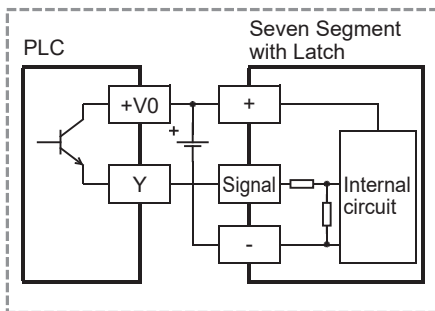 PLC
Seven Segment
with Latch
+V0
+
+
Y
Signal
Internal
circuit
-